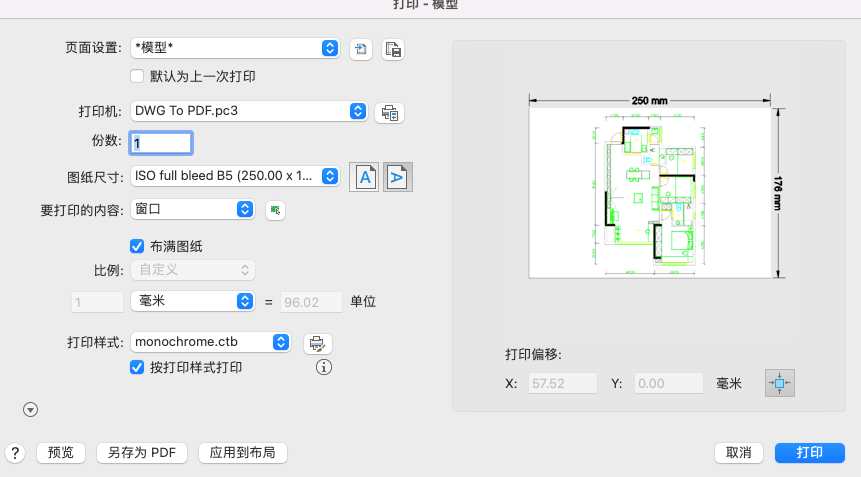 打印 - 模型
页面设置: *模型*
默认为上一次打印
打印机: DWG To PDF.pc3
份数: 1
图纸尺寸: ISO full bleed B5 (250.00 x 1... A A
要打印的内容: 窗口
布满图纸
比例: 自定义
1 毫米 = 96.02 单位
打印样式: monochrome.ctb
按打印样式打印
250 mm
176 mm
打印偏移:
X: 57.52 Y: 0.00 毫米
? 预览 另存为 PDF 应用到布局 取消 打印